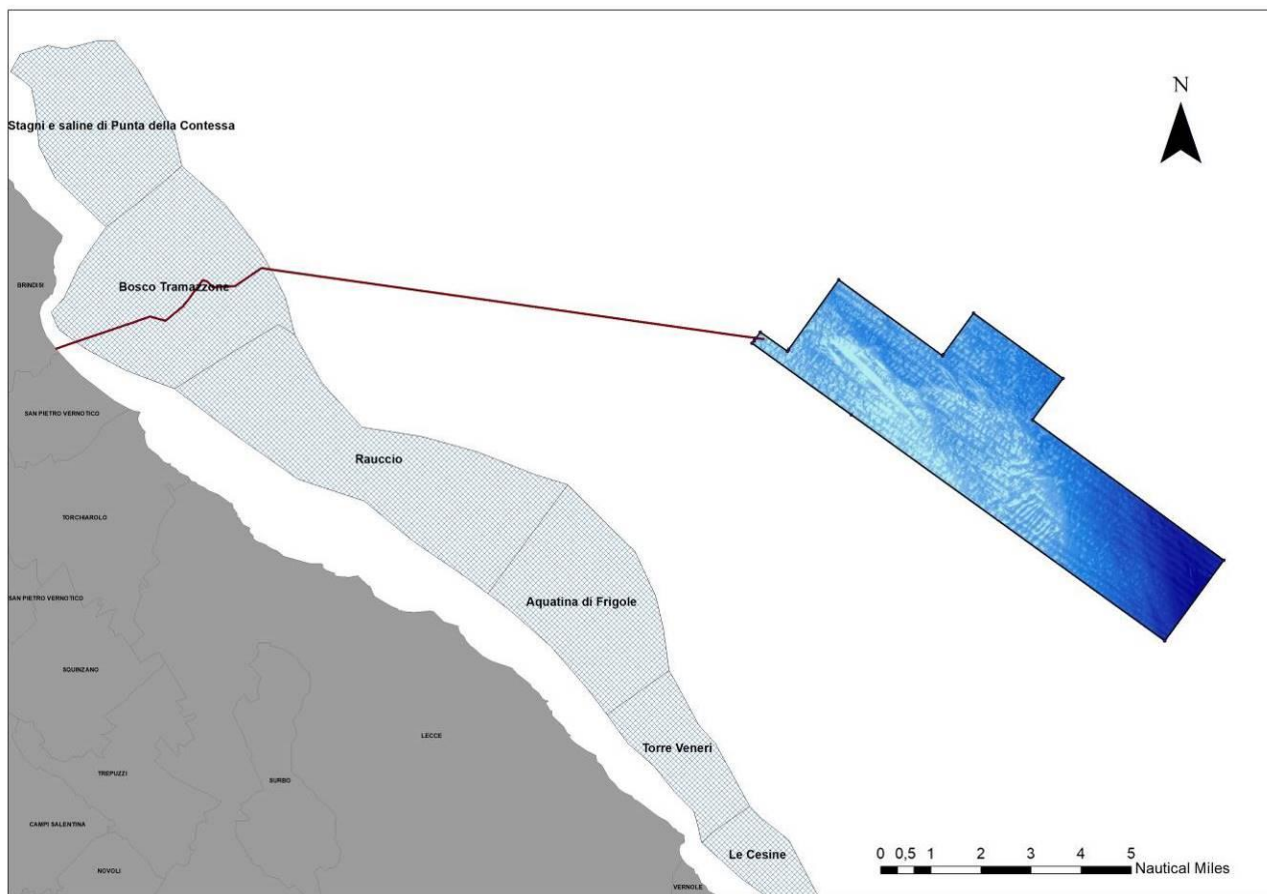 N
Stagni e saline di Punta della Contessa
BRINDISI
Bosco Tramazzone
SAN PIETRO VERNOTICO
Rauccio
TORCHIAROLO
SAN PIETRO VERNOTICO
Aquatina di Frigole
SQUINZANO
LECCE
Torre Veneri
TREPUZZI
SURBO
CAMPI SALENTINA
Le Cesine
0 0,5 1 2 3 4 5
Nautical Miles
NOVOLI
VERNOLE